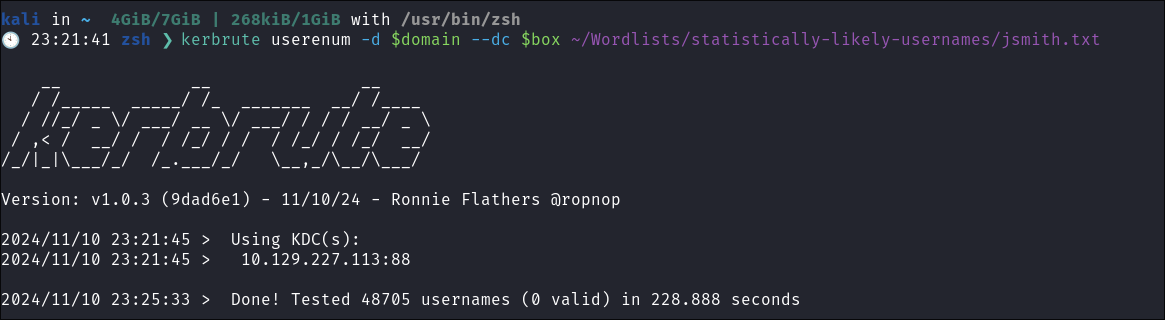 kali in ~  4GiB/7GiB | 268kiB/1GiB with /usr/bin/zsh
🕙 23:21:41 zsh ❯ kerbrute userenum -d $domain --dc $box ~/Wordlists/statistically-likely-usernames/jsmith.txt
    __             __               __
   / /_____  _____/ /_  _______  __/ /____
  / //_/ _ \/ ___/ __ \/ ___/ / / / __/ _ \
 / ,< /  __/ /  / /_/ / /  / /_/ / /_/  __/
/_/|_|\___/_/  /_.___/_/   \__,_/\__/\___/
Version: v1.0.3 (9dad6e1) - 11/10/24 - Ronnie Flathers @ropnop
2024/11/10 23:21:45 >  Using KDC(s):
2024/11/10 23:21:45 >   10.129.227.113:88
2024/11/10 23:25:33 >  Done! Tested 48705 usernames (0 valid) in 228.888 seconds